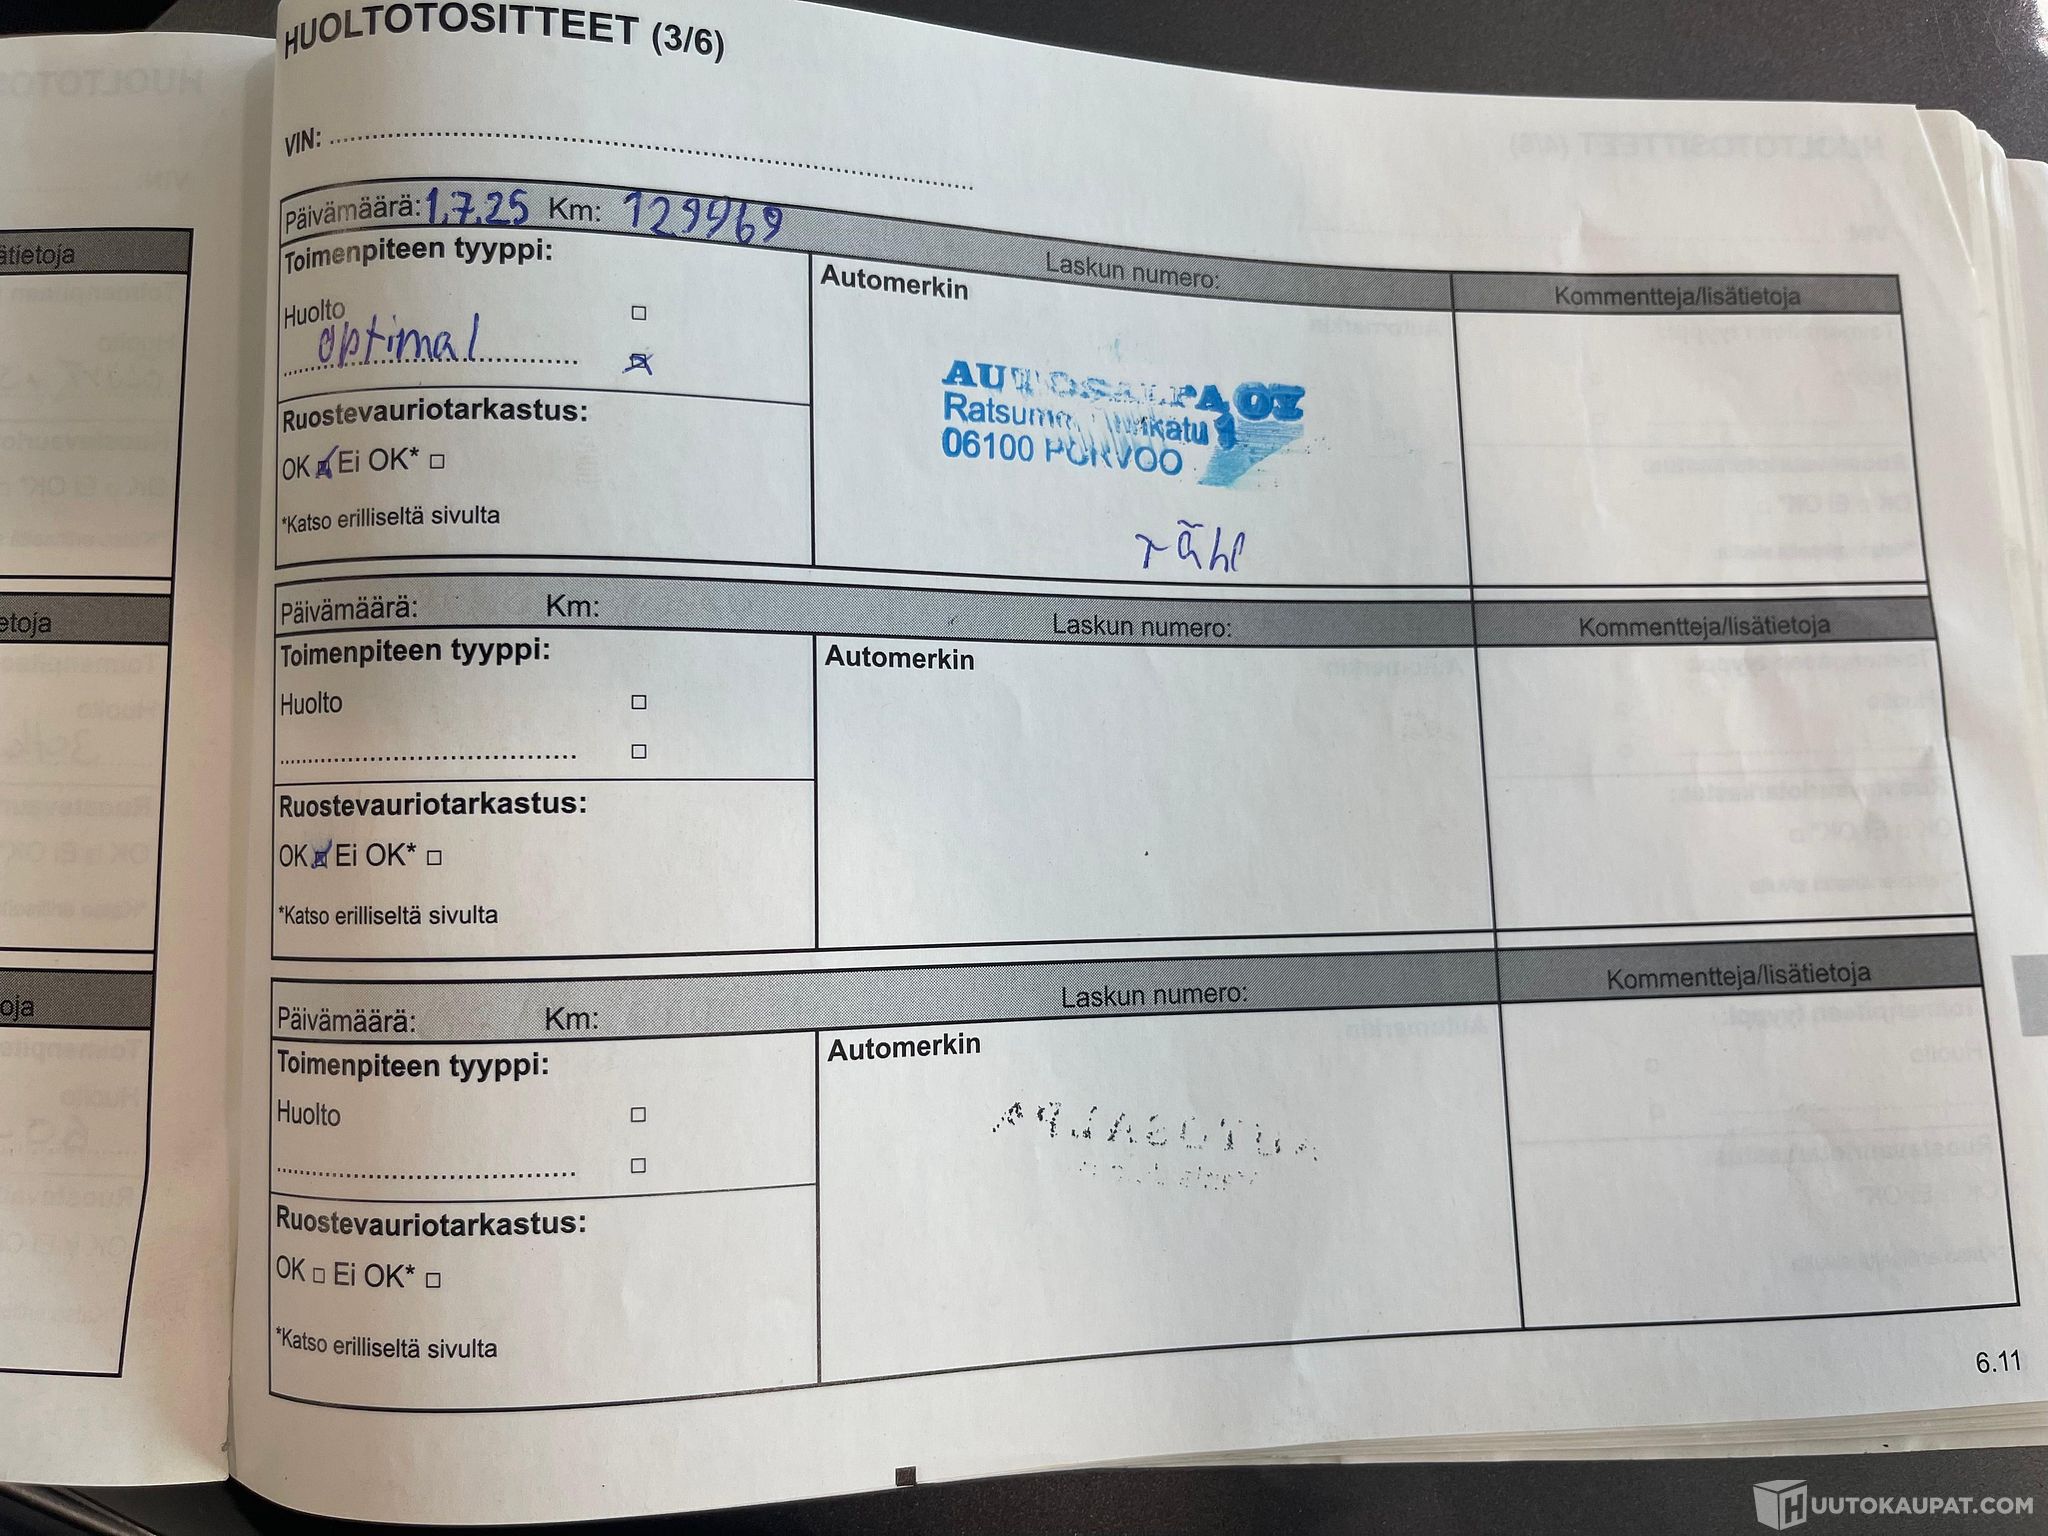 HUOLTOTOSITTEET (3/6)
VIN:
Päivämäärä: 1.7.25 Km: 129969
Laskun numero:
Kommentteja/lisätietoja
Toimenpiteen tyyppi:
Automerkin
Huolto
optimal
AUTOSALPA OY
06100 PORVOO
Ruostevauriotarkastus:
OK Ei OK*
*Katso erilliseltä sivulta
Päivämäärä: Km: Laskun numero: Kommentteja/lisätietoja
Toimenpiteen tyyppi:
Automerkin
Huolto
Ruostevauriotarkastus:
OK Ei OK*
*Katso erilliseltä sivulta
Päivämäärä: Km: Laskun numero: Kommentteja/lisätietoja
Toimenpiteen tyyppi:
Automerkin
Huolto
Ruostevauriotarkastus:
OK Ei OK*
*Katso erilliseltä sivulta
6.11
HUUTOKAUPAT.COM